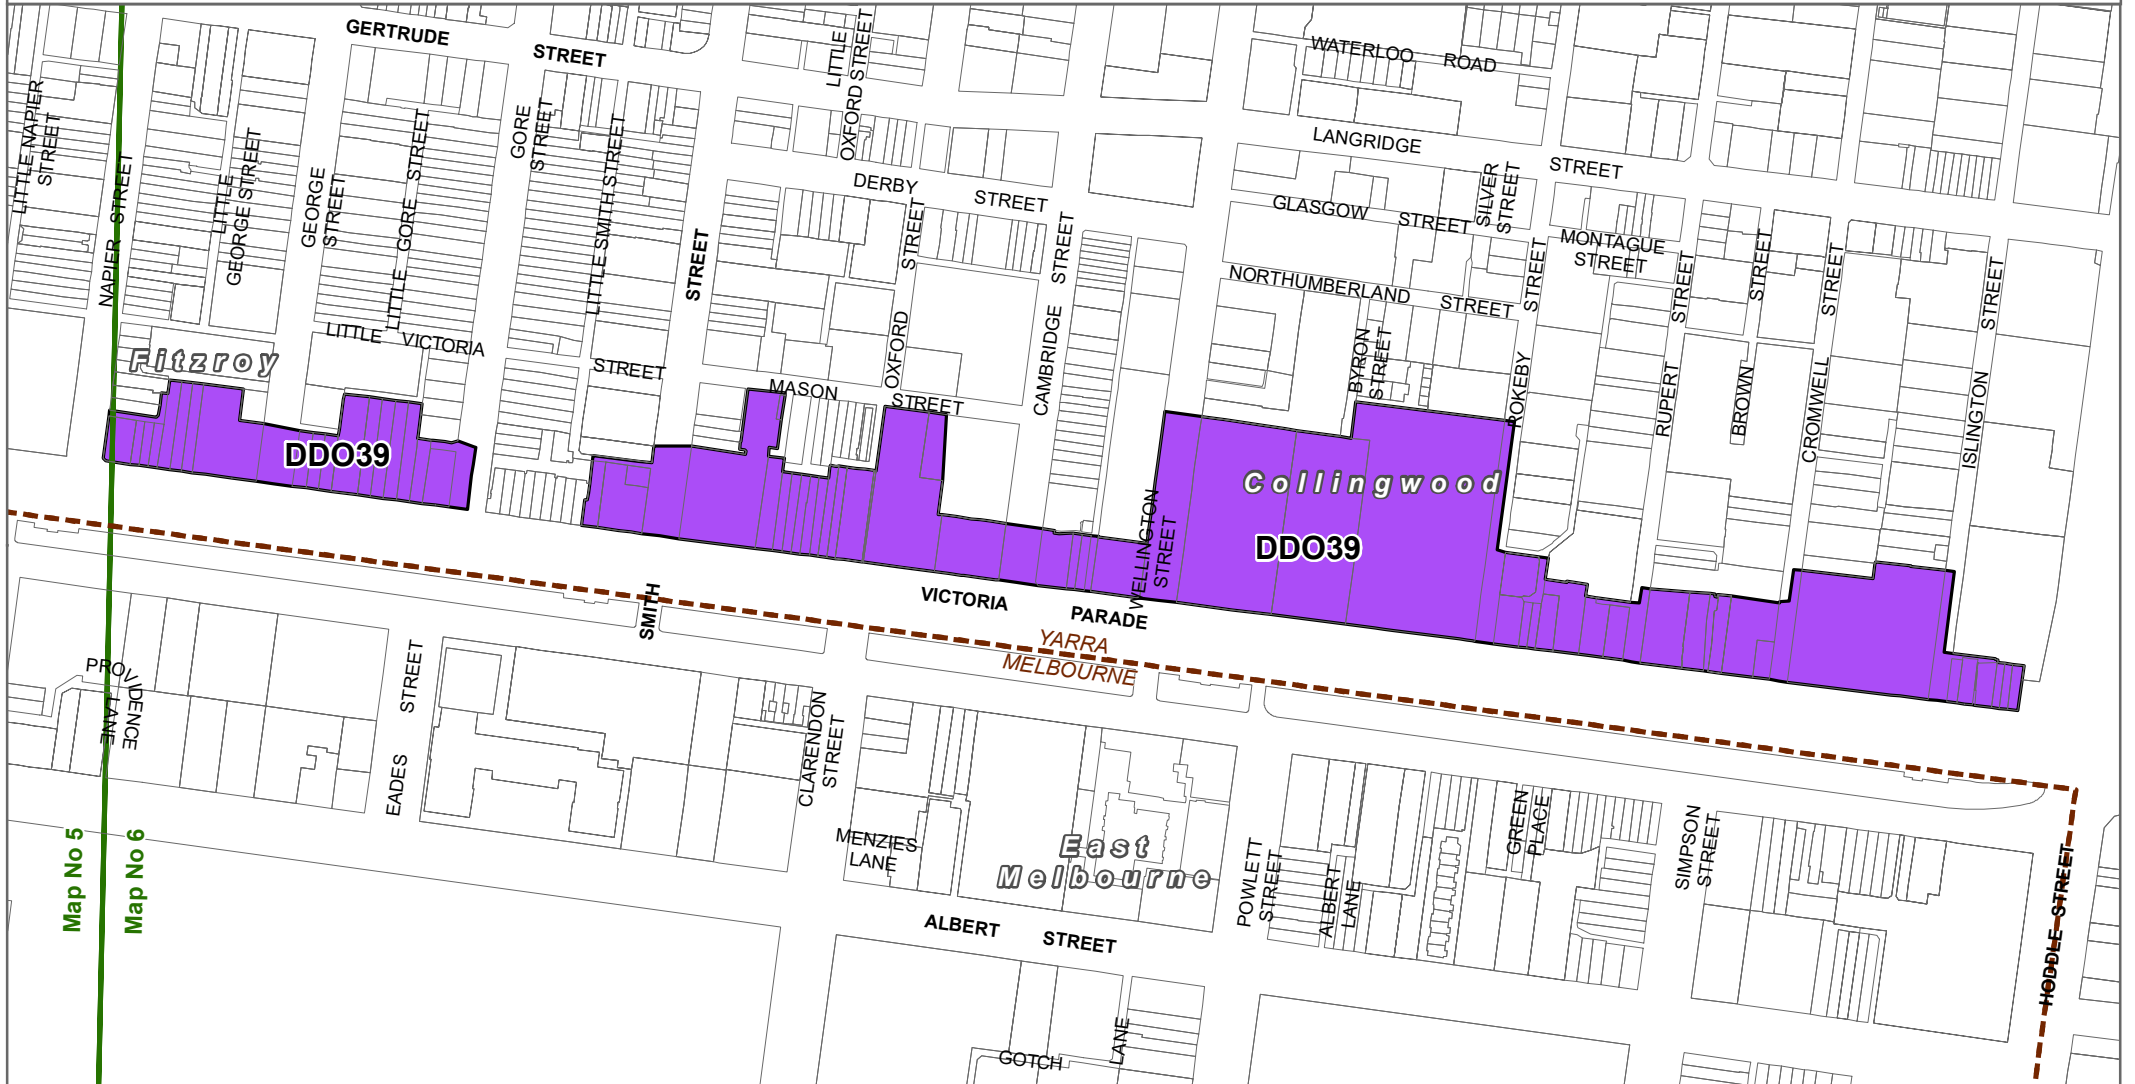 GERTRUDE STREET
LITTLE OXFORD STREET
WATERLOO ROAD
LITTLE NAPIER STREET
NAPIER STREET
LITTLE GEORGE STREET
GEORGE STREET
LITTLE GORE STREET
GORE STREET
LITTLE SMITH STREET
STREET
LANGRIDGE STREET
DERBY STREET
SILVER STREET
GLASGOW STREET
MONTAGUE STREET
NORTHUMBERLAND STREET
OXFORD STREET
CAMBRIDGE STREET
BYRON STREET
ROKEBY STREET
RUPERT STREET
BROWN STREET
CROMWELL STREET
ISLINGTON STREET
LITTLE VICTORIA STREET
Fitzroy
MASON STREET
DDO39
Collingwood
DDO39
WELLINGTON STREET
SMITH
VICTORIA PARADE
YARRA
MELBOURNE
PROVIDENCE LANE
EADES STREET
CLARENDON STREET
MENZIES LANE
East
Melbourne
POWLETT STREET
ALBERT LANE
GREEN PLACE
SIMPSON STREET
HODDLE STREET
Map No 5
Map No 6
ALBERT STREET
GOTCH LANE